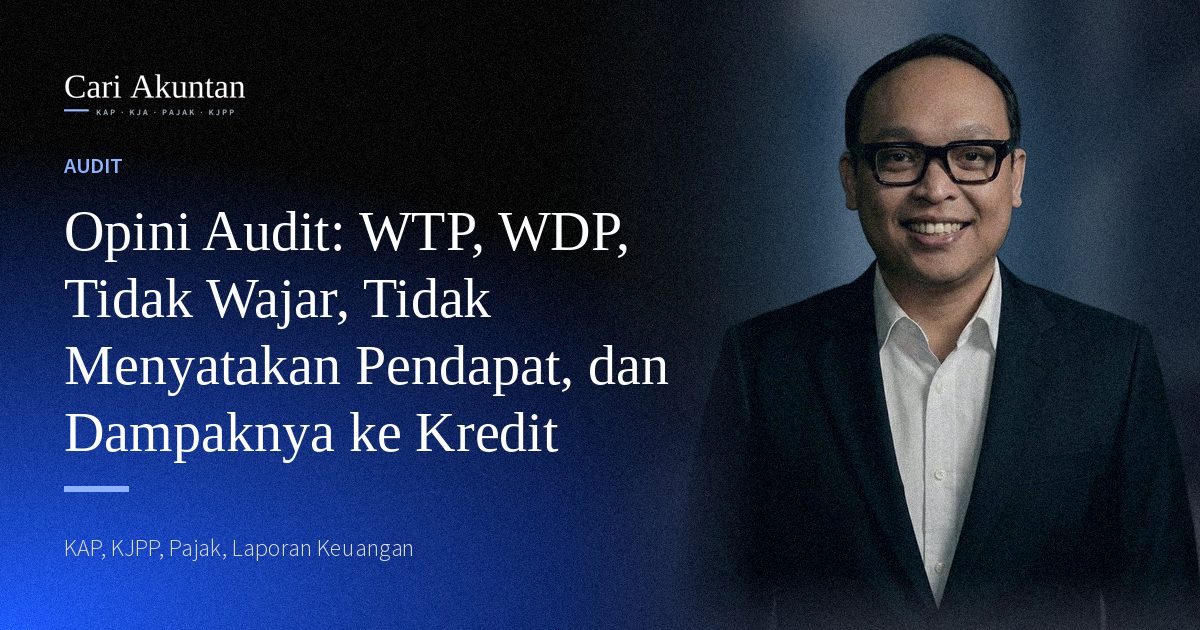 Cari Akuntan
KAP · KJA · PAJAK · KJPP
AUDIT
Opini Audit: WTP, WDP,
Tidak Wajar, Tidak
Menyatakan Pendapat, dan
Dampaknya ke Kredit
KAP, KJPP, Pajak, Laporan Keuangan